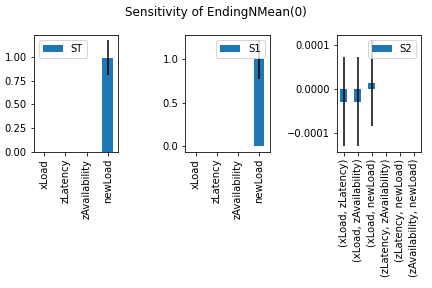 Sensitivity of EndingNMean(0)
ST
1.00
0.75
0.50
0.25
0.00
xLoad
zLatency
zAvailability
newLoad
S1
1.0
0.5
0.0
xLoad
zLatency
zAvailability
newLoad
S2
0.0001
0.0000
−0.0001
(xLoad, zLatency)
(xLoad, zAvailability)
(xLoad, newLoad)
(zLatency, zAvailability)
(zLatency, newLoad)
(zAvailability, newLoad)